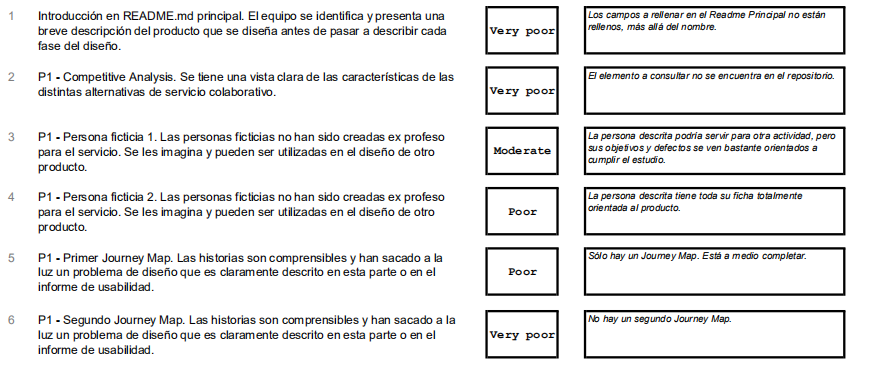 1 Introducción en README.md principal. El equipo se identifica y presenta una
breve descripción del producto que se diseña antes de pasar a describir cada
fase del diseño.
Very poor
Los campos a rellenar en el Readme Principal no están
rellenos, más allá del nombre.
2 P1 - Competitive Analysis. Se tiene una vista clara de las características de las
distintas alternativas de servicio colaborativo.
Very poor
El elemento a consultar no se encuentra en el repositorio.
3 P1 - Persona ficticia 1. Las personas ficticias no han sido creadas ex profeso
para el servicio. Se les imagina y pueden ser utilizadas en el diseño de otro
producto.
Moderate
La persona descrita podría servir para otra actividad, pero
sus objetivos y defectos se ven bastante orientados a
cumplir el estudio.
4 P1 - Persona ficticia 2. Las personas ficticias no han sido creadas ex profeso
para el servicio. Se les imagina y pueden ser utilizadas en el diseño de otro
producto.
Poor
La persona descrita tiene toda su ficha totalmente
orientada al producto.
5 P1 - Primer Journey Map. Las historias son comprensibles y han sacado a la
luz un problema de diseño que es claramente descrito en esta parte o en el
informe de usabilidad.
Poor
Sólo hay un Journey Map. Está a medio completar.
6 P1 - Segundo Journey Map. Las historias son comprensibles y han sacado a la
luz un problema de diseño que es claramente descrito en esta parte o en el
informe de usabilidad.
Very poor
No hay un segundo Journey Map.